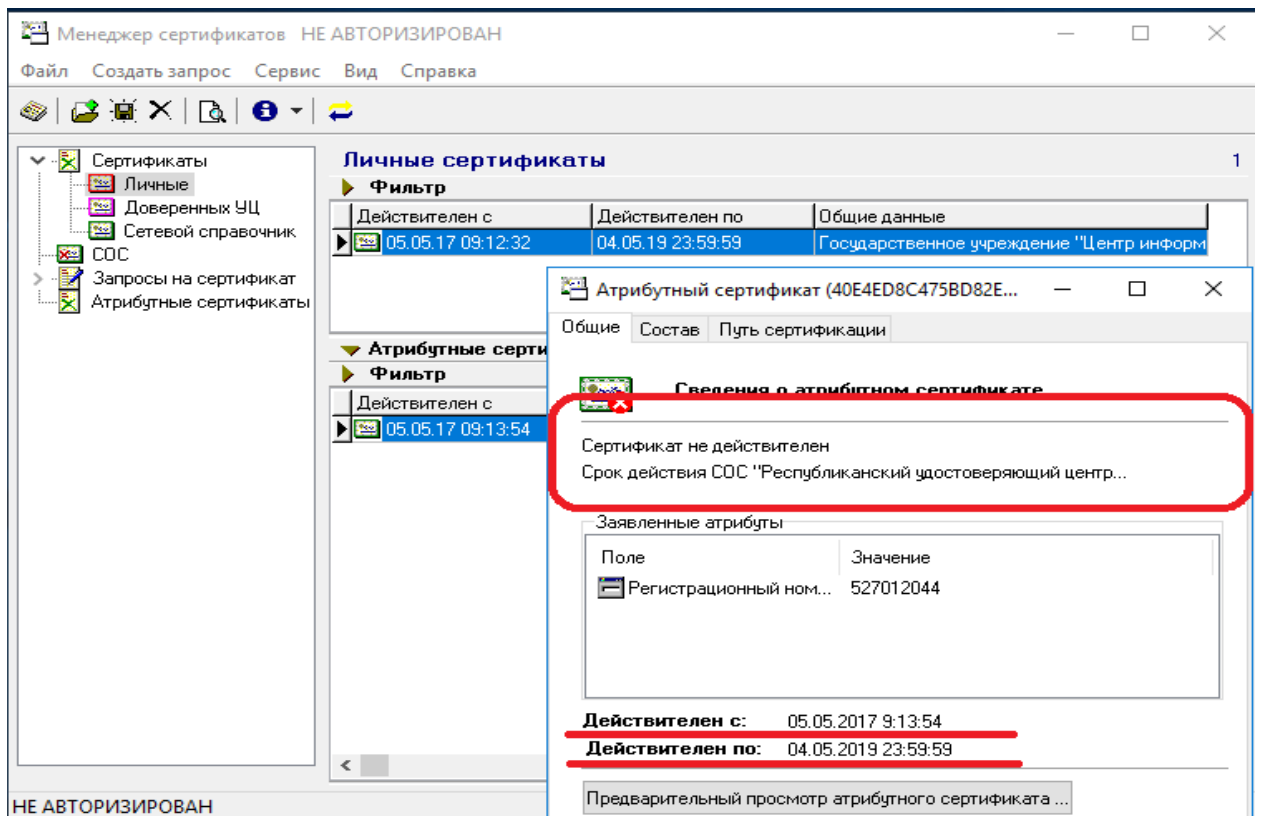 Менеджер сертификатов НЕ АВТОРИЗИРОВАН
Файл Создать запрос Сервис Вид Справка
Сертификаты
Личные
Доверенных УЦ
Сетевой справочник
СОС
Запросы на сертификат
Атрибутные сертификаты
Личные сертификаты 1
Фильтр
Действителен с Действителен по Общие данные
05.05.17 09:12:32 04.05.19 23:59:59 Государственное учреждение "Центр информ
Атрибутные серти
Фильтр
Действителен с
05.05.17 09:13:54
Атрибутный сертификат (40E4ED8C475BD82E...
Общие Состав Путь сертификации
Сведения о атрибутном сертификате
Сертификат не действителен
Срок действия СОС "Республиканский удостоверяющий центр...
Заявленные атрибуты
Поле Значение
Регистрационный ном... 527012044
Действителен с: 05.05.2017 9:13:54
Действителен по: 04.05.2019 23:59:59
Предварительный просмотр атрибутного сертификата ...
НЕ АВТОРИЗИРОВАН